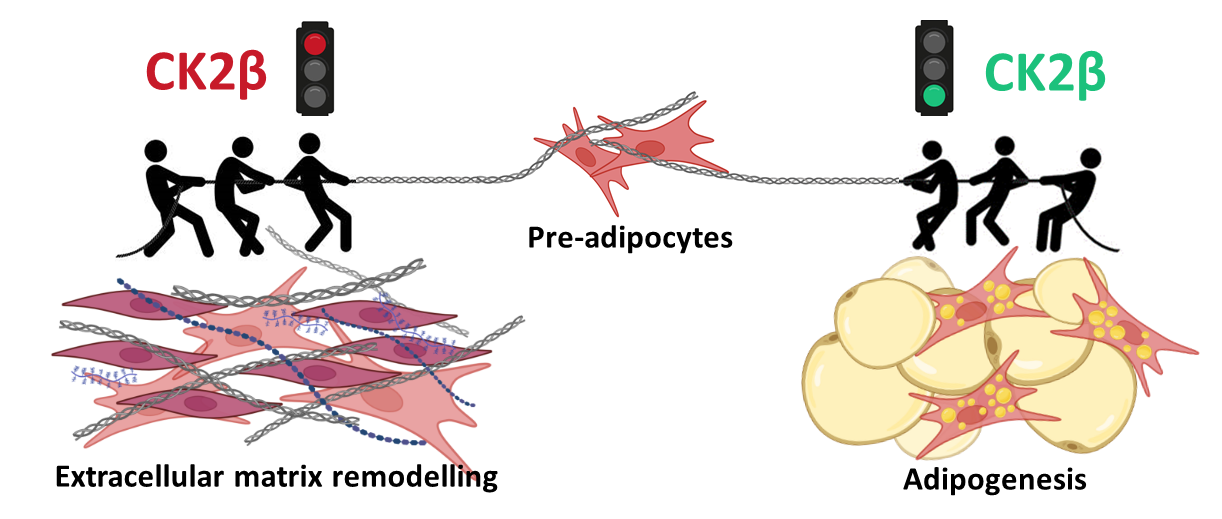 CK2β
CK2β
Pre-adipocytes
Extracellular matrix remodelling
Adipogenesis